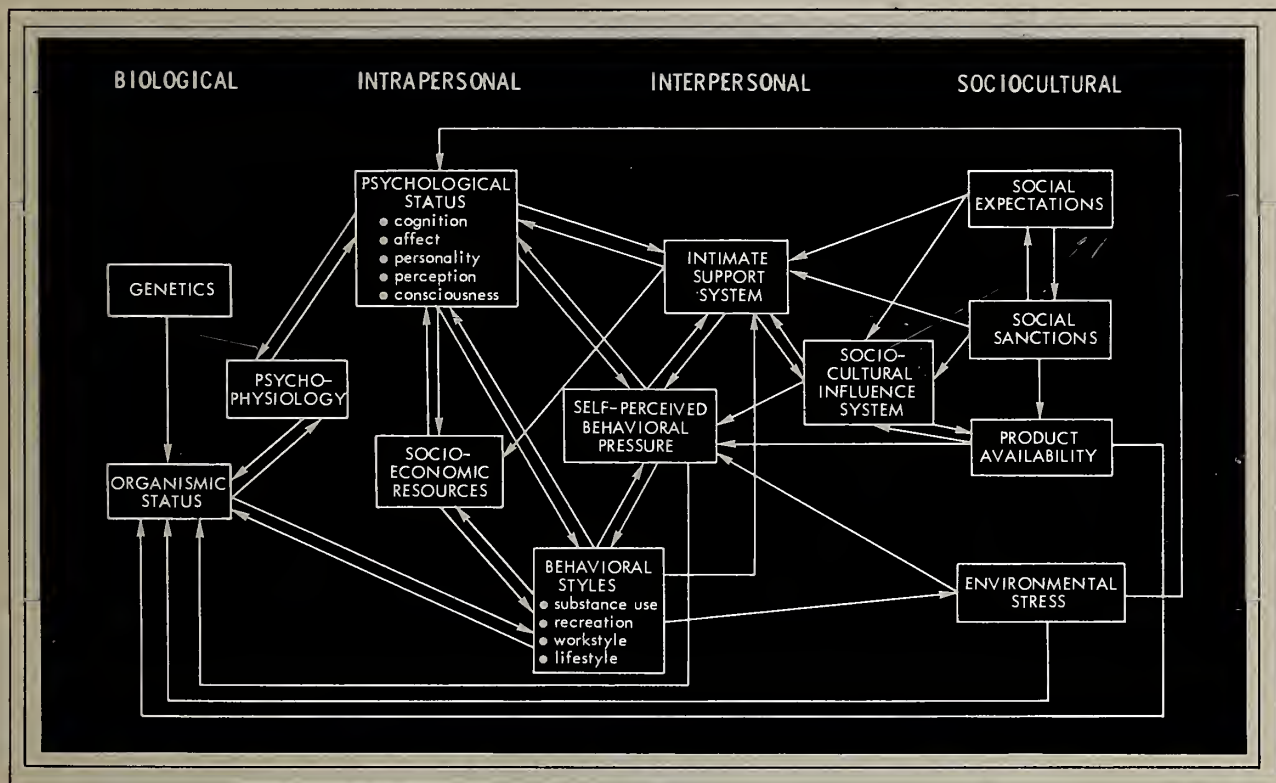 BIOLOGICAL
INTRAPERSONAL
INTERPERSONAL
SOCIOCULTURAL
PSYCHOLOGICAL
STATUS
● cognition
● affect
● personality
● perception
● consciousness
SOCIAL
EXPECTATIONS
GENETICS
INTIMATE
SUPPORT
SYSTEM
SOCIAL
SANCTIONS
PSYCHO-
PHYSIOLOGY
SOCIO-
CULTURAL
INFLUENCE
SYSTEM
SELF-PERCEIVED
BEHAVIORAL
PRESSURE
PRODUCT
AVAILABILITY
SOCIO-
ECONOMIC
RESOURCES
ORGANISMIC
STATUS
BEHAVIORAL
STYLES
● substance use
● recreation
● workstyle
● lifestyle
ENVIRONMENTAL
STRESS